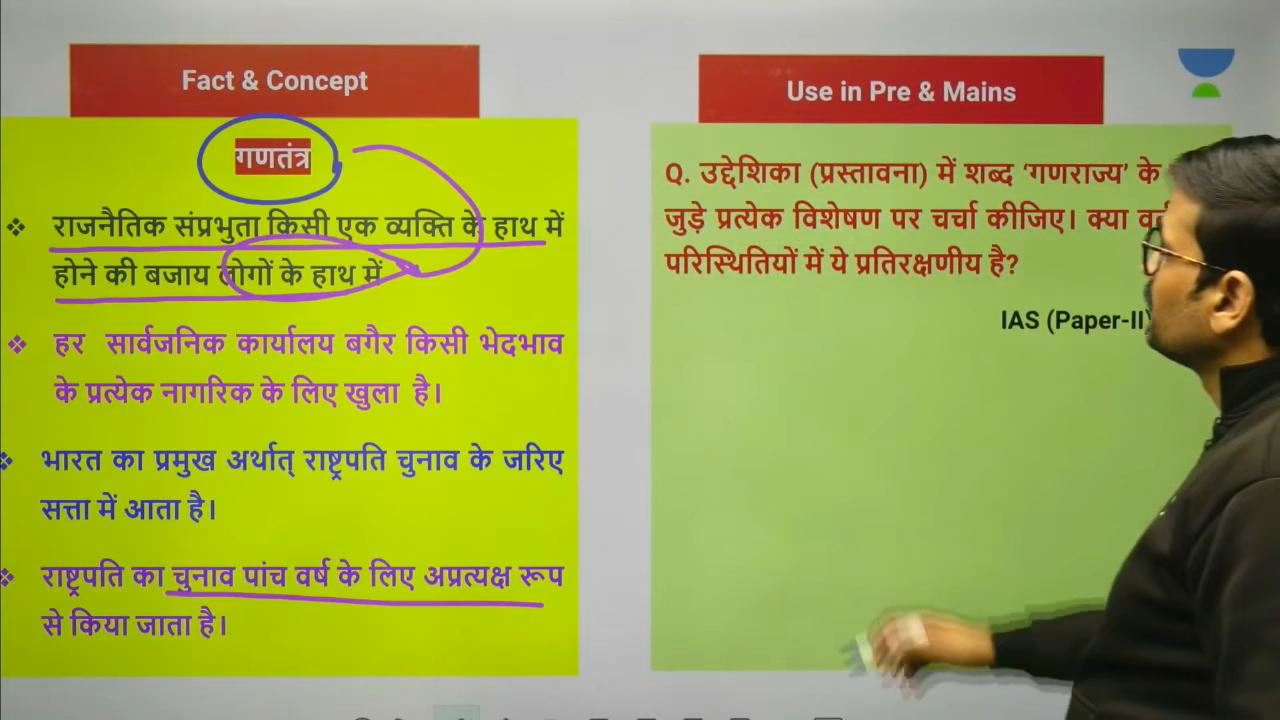 Fact & Concept
गणतंत्र
राजनैतिक संप्रभुता किसी एक व्यक्ति के हाथ में
होने की बजाय लोगों के हाथ में
हर सार्वजनिक कार्यालय बगैर किसी भेदभाव
के प्रत्येक नागरिक के लिए खुला है।
भारत का प्रमुख अर्थात् राष्ट्रपति चुनाव के जरिए
सत्ता में आता है।
राष्ट्रपति का चुनाव पांच वर्ष के लिए अप्रत्यक्ष रूप
से किया जाता है।
Use in Pre & Mains
Q. उद्देशिका (प्रस्तावना) में शब्द ‘गणराज्य’ के
जुड़े प्रत्येक विशेषण पर चर्चा कीजिए। क्या
परिस्थितियों में ये प्रतिरक्षणीय है?
IAS (Paper-II)